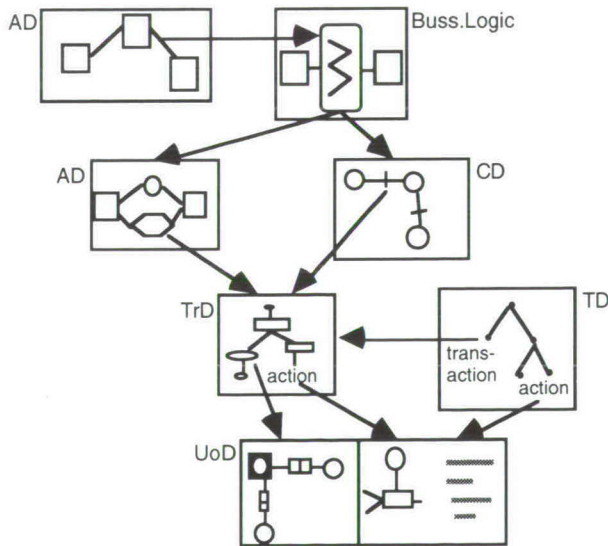 AD
Buss.Logic
AD
CD
TrD
TD
trans-
action
action
action
UoD